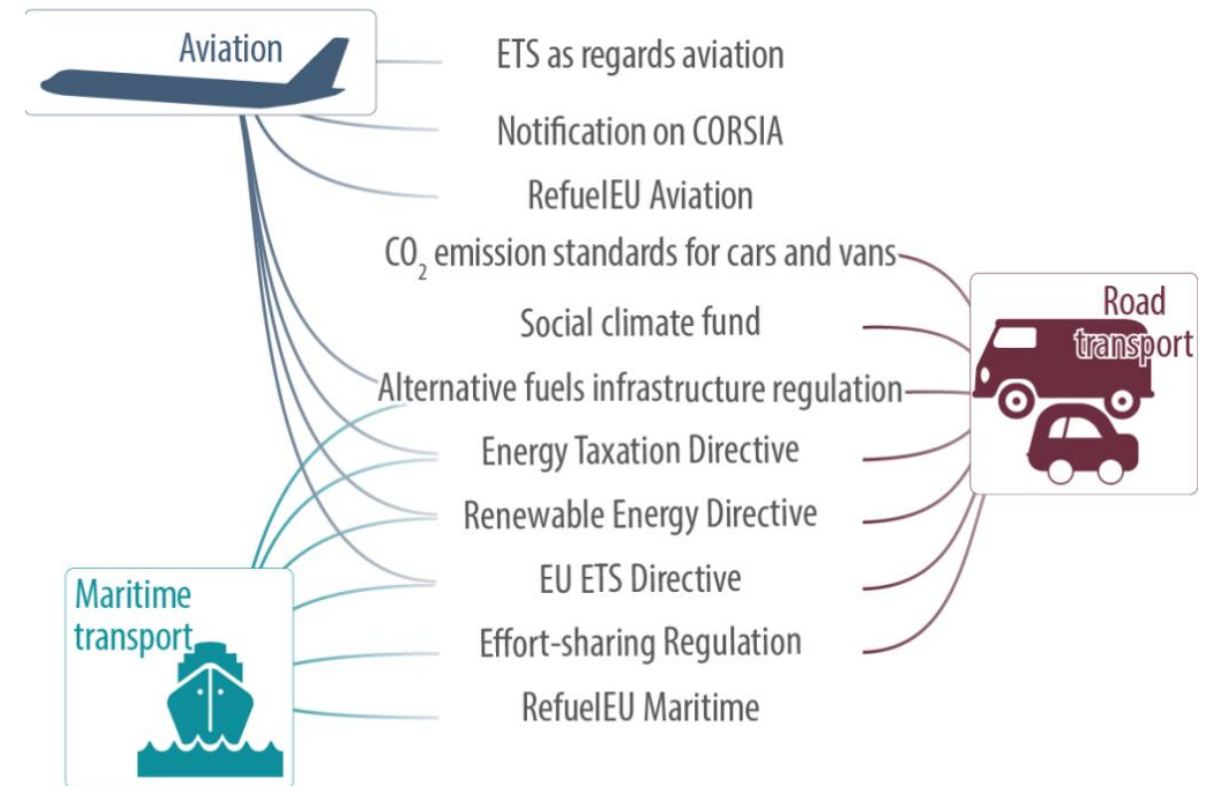 Aviation
ETS as regards aviation
Notification on CORSIA
RefuelEU Aviation
CO₂ emission standards for cars and vans
Social climate fund
Alternative fuels infrastructure regulation
Energy Taxation Directive
Renewable Energy Directive
EU ETS Directive
Effort-sharing Regulation
RefuelEU Maritime
Road
transport
Maritime
transport